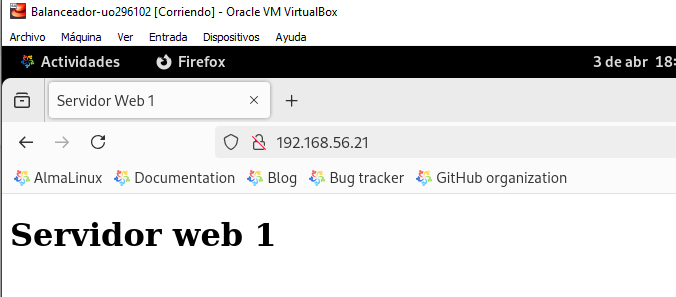 Balanceador-uo296102 [Corriendo] - Oracle VM VirtualBox
Archivo Máquina Ver Entrada Dispositivos Ayuda
Actividades Firefox 3 de abr 18:
Servidor Web 1
192.168.56.21
AlmaLinux Documentation Blog Bug tracker GitHub organization
Servidor web 1